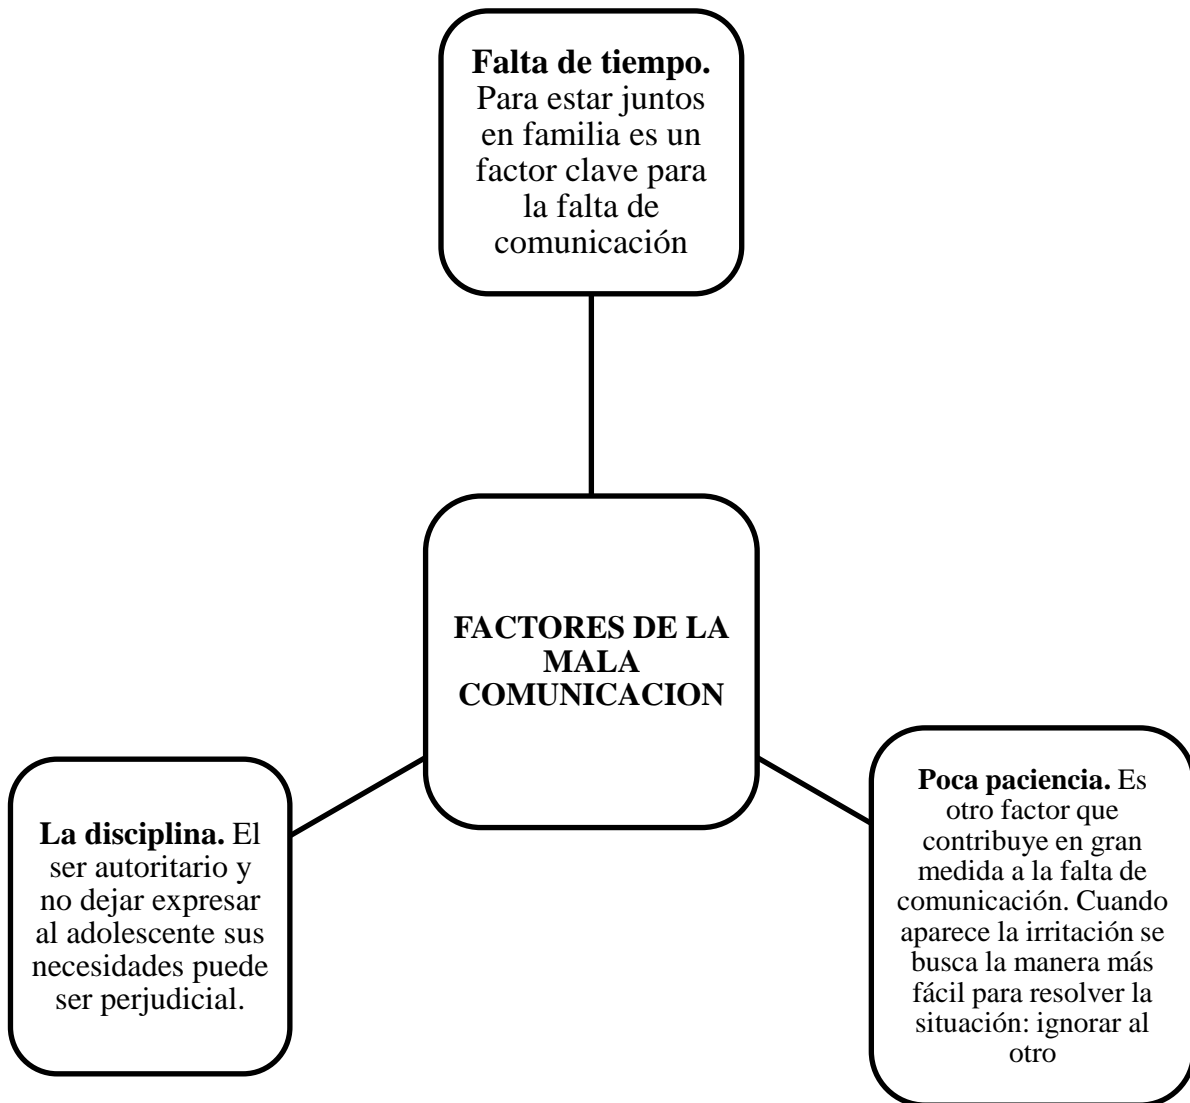 Falta de tiempo.
Para estar juntos
en familia es un
factor clave para
la falta de
comunicación
FACTORES DE LA
MALA
COMUNICACION
La disciplina. El
ser autoritario y
no dejar expresar
al adolescente sus
necesidades puede
ser perjudicial.
Poca paciencia. Es
otro factor que
contribuye en gran
medida a la falta de
comunicación. Cuando
aparece la irritación se
busca la manera más
fácil para resolver la
situación: ignorar al
otro